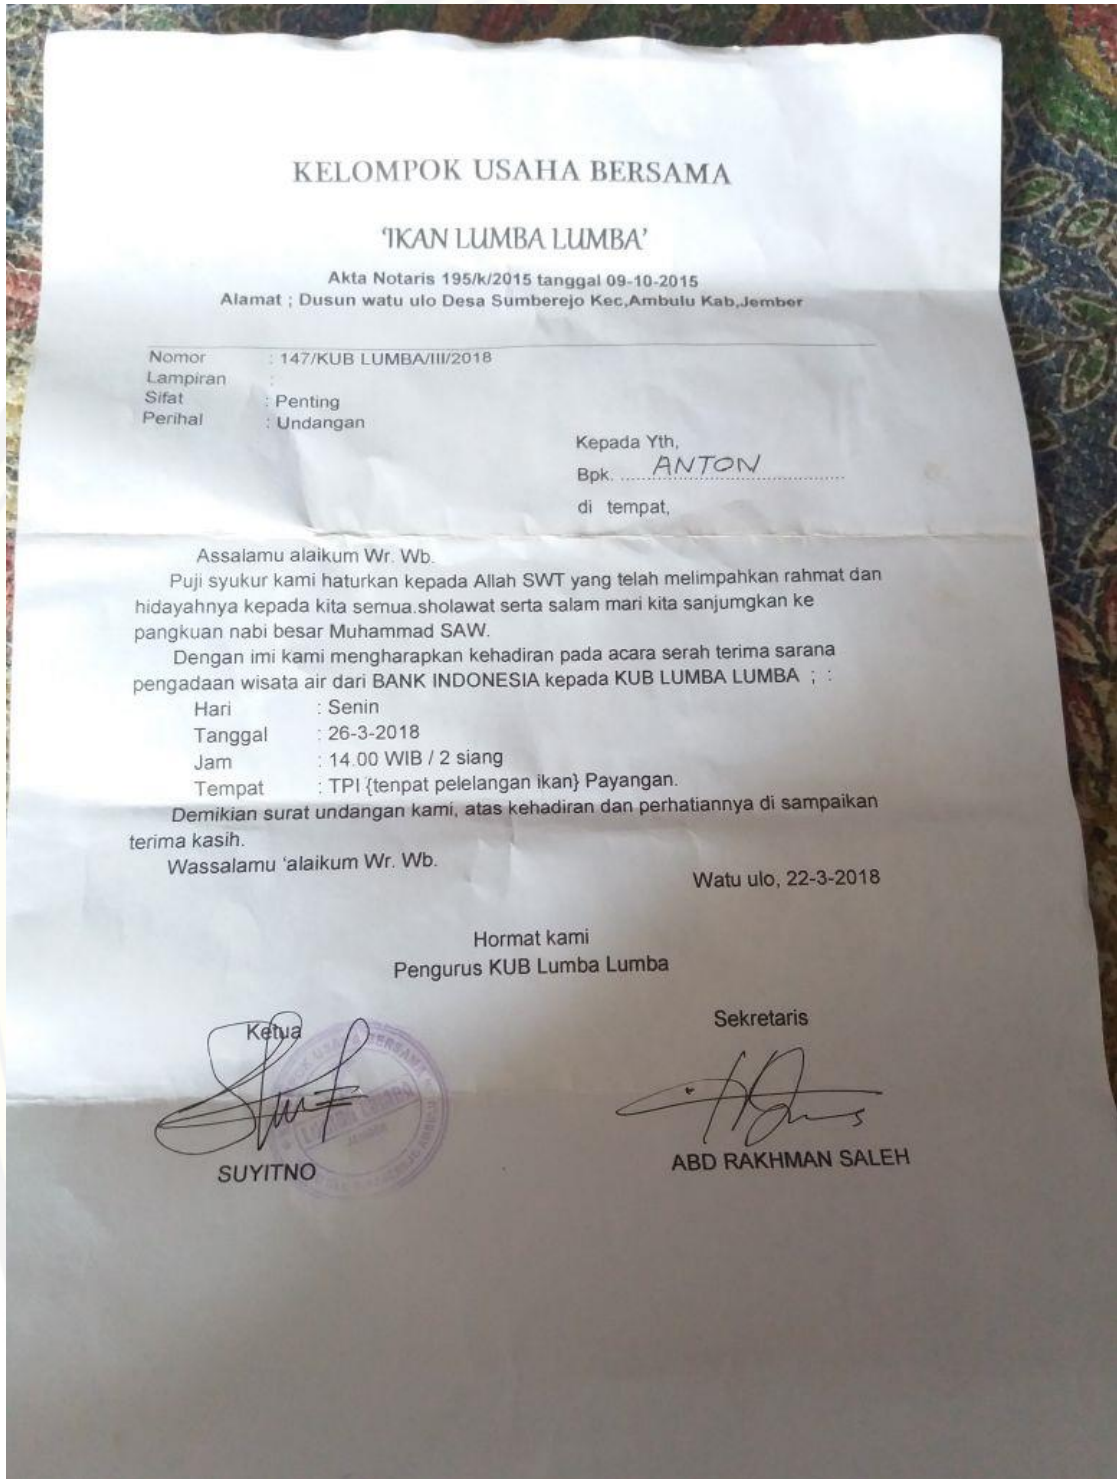 KELOMPOK USAHA BERSAMA
'IKAN LUMBA LUMBA'
Akta Notaris 195/k/2015 tanggal 09-10-2015
Alamat ; Dusun watu ulo Desa Sumberejo Kec,Ambulu Kab,Jember
Nomor : 147/KUB LUMBA/III/2018
Lampiran :
Sifat : Penting
Perihal : Undangan
Kepada Yth,
Bpk. ANTON
di tempat,
Assalamu alaikum Wr. Wb.
Puji syukur kami haturkan kepada Allah SWT yang telah melimpahkan rahmat dan
hidayahnya kepada kita semua.sholawat serta salam mari kita sanjumgkan ke
pangkuan nabi besar Muhammad SAW.
Dengan imi kami mengharapkan kehadiran pada acara serah terima sarana
pengadaan wisata air dari BANK INDONESIA kepada KUB LUMBA LUMBA ; :
Hari : Senin
Tanggal : 26-3-2018
Jam : 14.00 WIB / 2 siang
Tempat : TPI {tenpat pelelangan ikan} Payangan.
Demikian surat undangan kami, atas kehadiran dan perhatiannya di sampaikan
terima kasih.
Wassalamu 'alaikum Wr. Wb.
Watu ulo, 22-3-2018
Hormat kami
Pengurus KUB Lumba Lumba
Ketua
Sekretaris
USAHA BERSAMA
LUMBA LUMBA
SUYITNO
ABD RAKHMAN SALEH